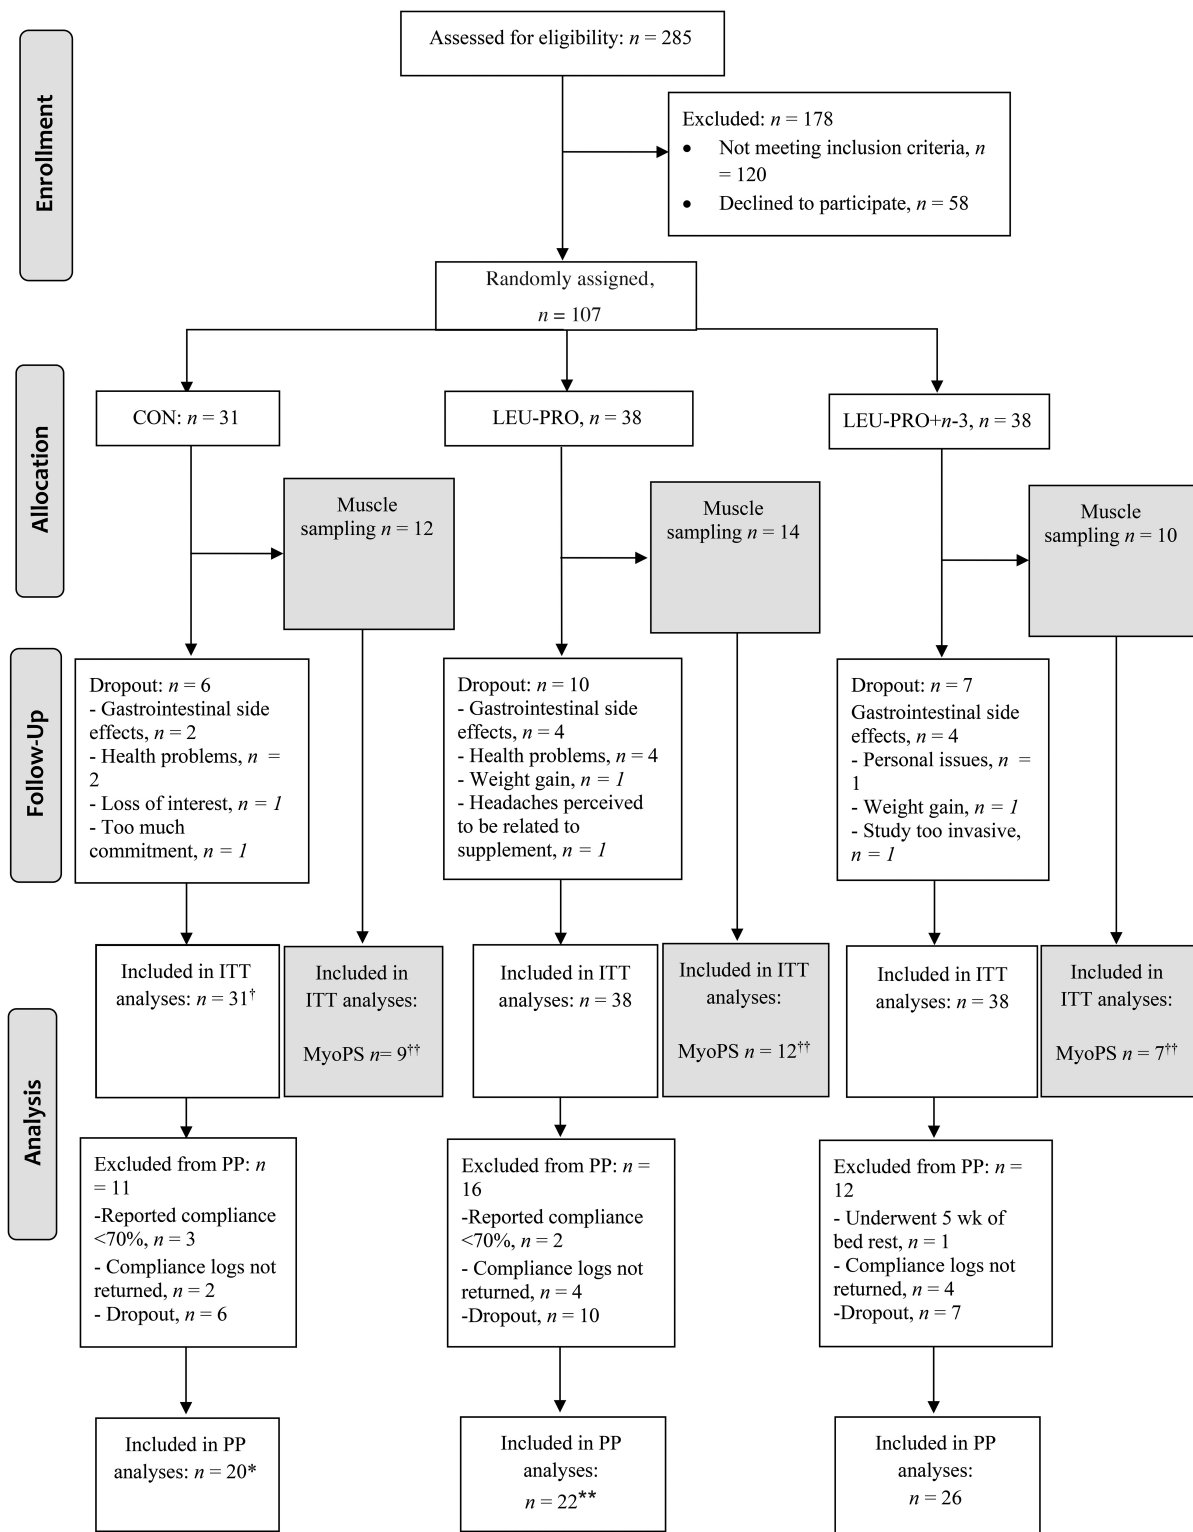 Enrollment
Assessed for eligibility: n = 285
Excluded: n = 178
• Not meeting inclusion criteria, n
= 120
• Declined to participate, n = 58
Randomly assigned,
n = 107
Allocation
CON: n = 31
LEU-PRO, n = 38
LEU-PRO+n-3, n = 38
Muscle
sampling n = 12
Muscle
sampling n = 14
Muscle
sampling n = 10
Follow-Up
Dropout: n = 6
- Gastrointestinal side
effects, n = 2
- Health problems, n =
2
- Loss of interest, n = 1
- Too much
commitment, n = 1
Dropout: n = 10
- Gastrointestinal side
effects, n = 4
- Health problems, n = 4
- Weight gain, n = 1
- Headaches perceived
to be related to
supplement, n = 1
Dropout: n = 7
Gastrointestinal side
effects, n = 4
- Personal issues, n =
1
- Weight gain, n = 1
- Study too invasive,
n = 1
Analysis
Included in ITT
analyses: n = 31†
Included in
ITT analyses:
MyoPS n= 9††
Included in ITT
analyses: n = 38
Included in ITT
analyses:
MyoPS n = 12††
Included in ITT
analyses: n = 38
Included in
ITT analyses:
MyoPS n = 7††
Excluded from PP: n
= 11
-Reported compliance
<70%, n = 3
- Compliance logs not
returned, n = 2
- Dropout, n = 6
Excluded from PP: n =
16
-Reported compliance
<70%, n = 2
- Compliance logs not
returned, n = 4
-Dropout, n = 10
Excluded from PP: n =
12
- Underwent 5 wk of
bed rest, n = 1
- Compliance logs not
returned, n = 4
-Dropout, n = 7
Included in PP
analyses: n = 20*
Included in PP
analyses:
n = 22**
Included in PP
analyses:
n = 26